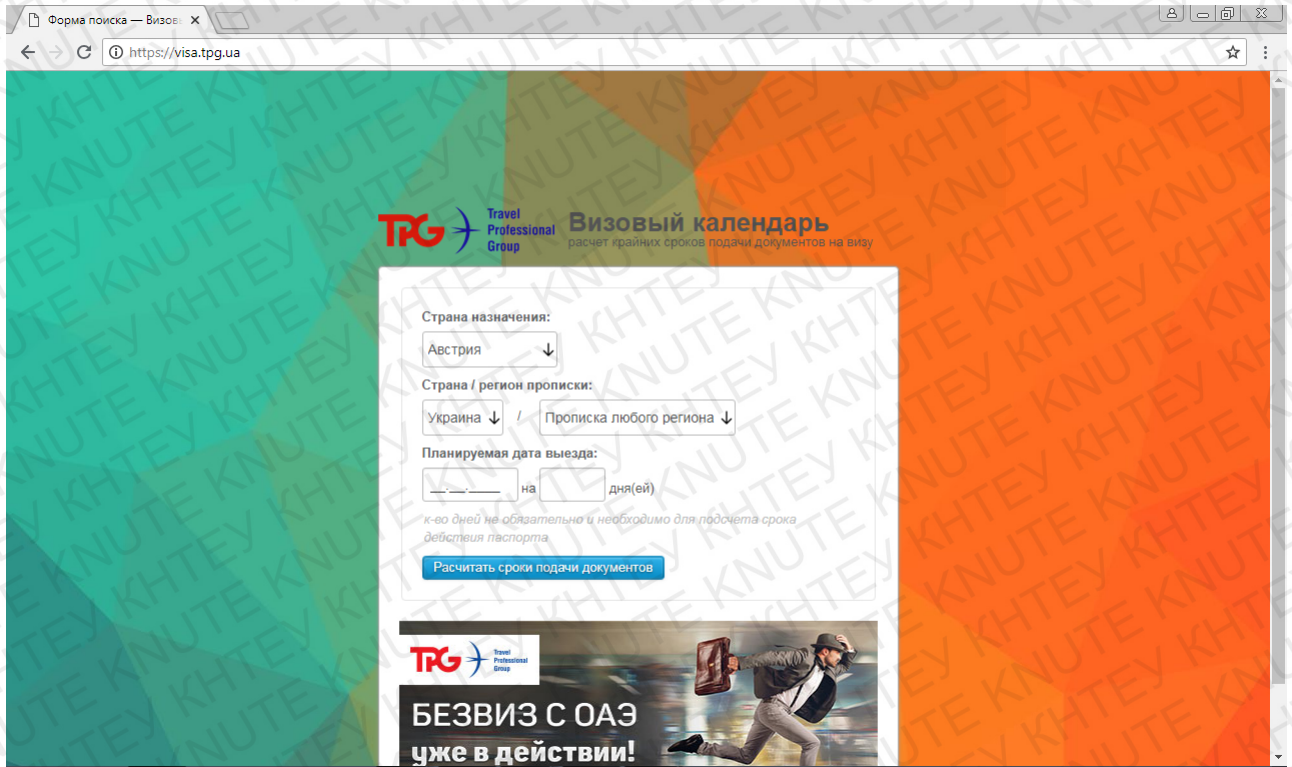 Форма поиска — Визов
https://visa.tpg.ua
TPG Travel Professional Group
Визовый календарь
расчет крайних сроков подачи документов на визу
Страна назначения:
Австрия
Страна / регион прописки:
Украина / Прописка любого региона
Планируемая дата выезда:
__.__.____ на дня(ей)
к-во дней не обязательно и необходимо для подсчета срока
действия паспорта
Расчитать сроки подачи документов
TPG Travel Professional Group
БЕЗВИЗ С ОАЭ
уже в действии!
KNUTE КНТЕУ